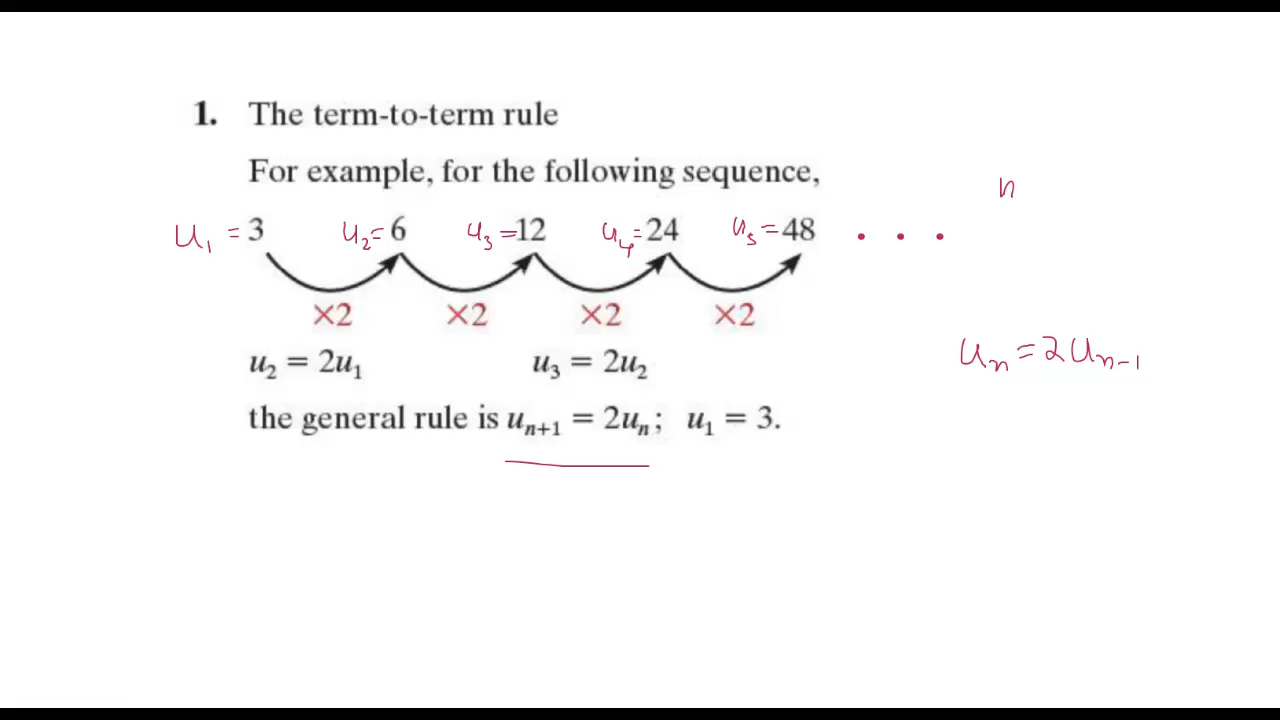 1. The term-to-term rule
For example, for the following sequence,
n
u₁ = 3 u₂= 6 u₃ =12 u₄= 24 u₅ = 48 . . .
×2 ×2 ×2 ×2
u₂ = 2u₁ u₃ = 2u₂
uₙ = 2uₙ₋₁
the general rule is uₙ₊₁ = 2uₙ; u₁ = 3.